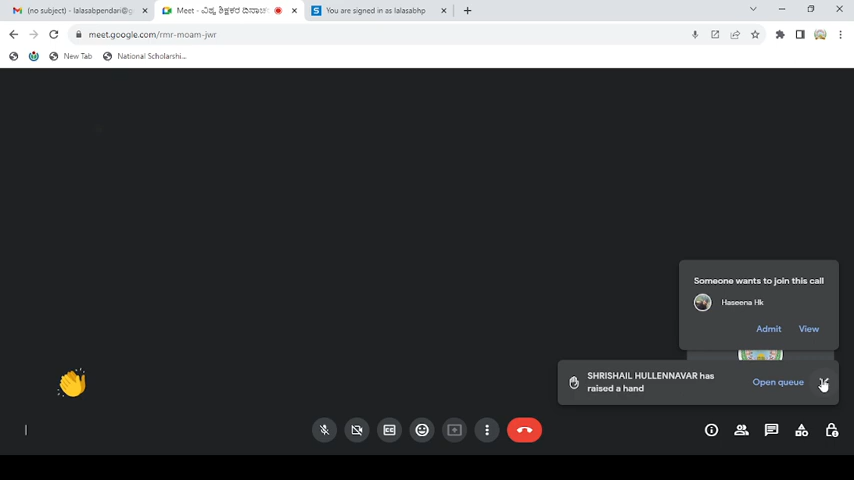 (no subject) - lalasabpendari@g
Meet - ವಿಷ್ಣು ಶಿಕ್ಷಕರ ದಿನಾಚ
You are signed in as lalasabhp
meet.google.com/rmr-moam-jwr
New Tab
National Scholarshi...
Someone wants to join this call
Haseena Hk
Admit
View
SHRISHAIL HULLENNAVAR has
raised a hand
Open queue